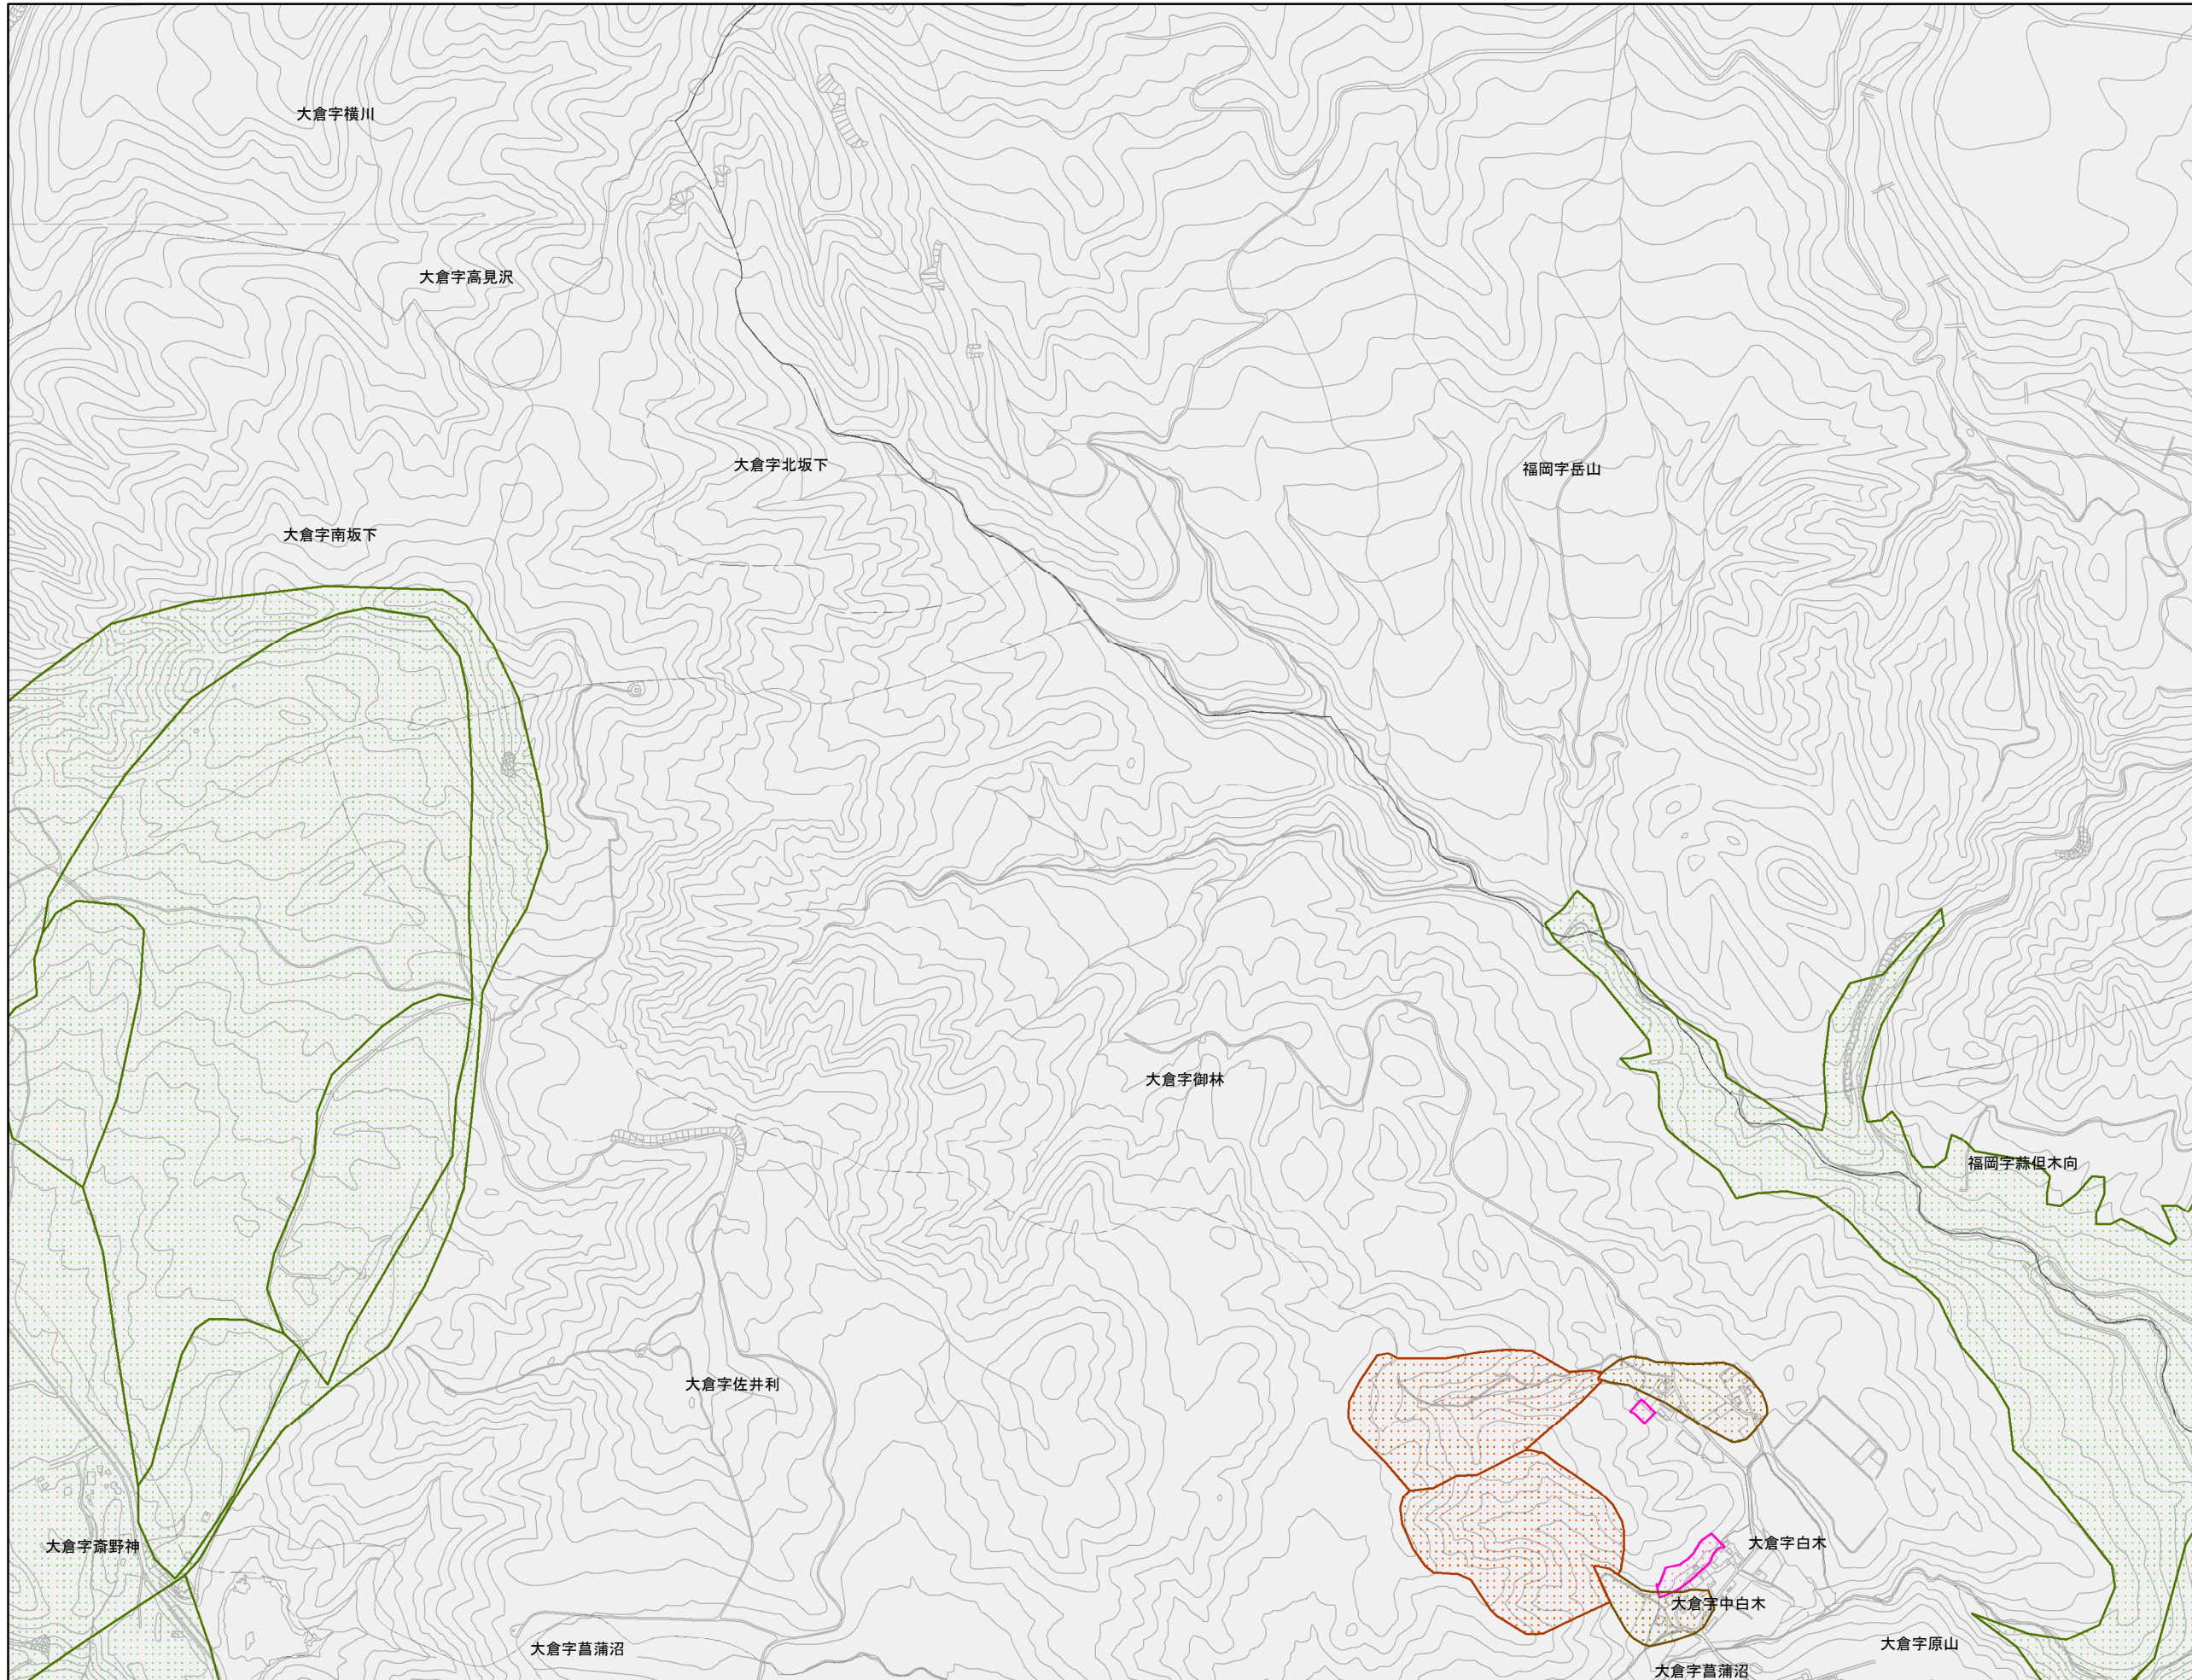 大倉字横川
大倉字高見沢
大倉字北坂下
福岡字岳山
大倉字南坂下
大倉字御林
福岡字蒜但木向
大倉字佐井利
大倉字斎野神
大倉字白木
大倉字中白木
大倉字菖蒲沼
大倉字原山
大倉字菖蒲沼